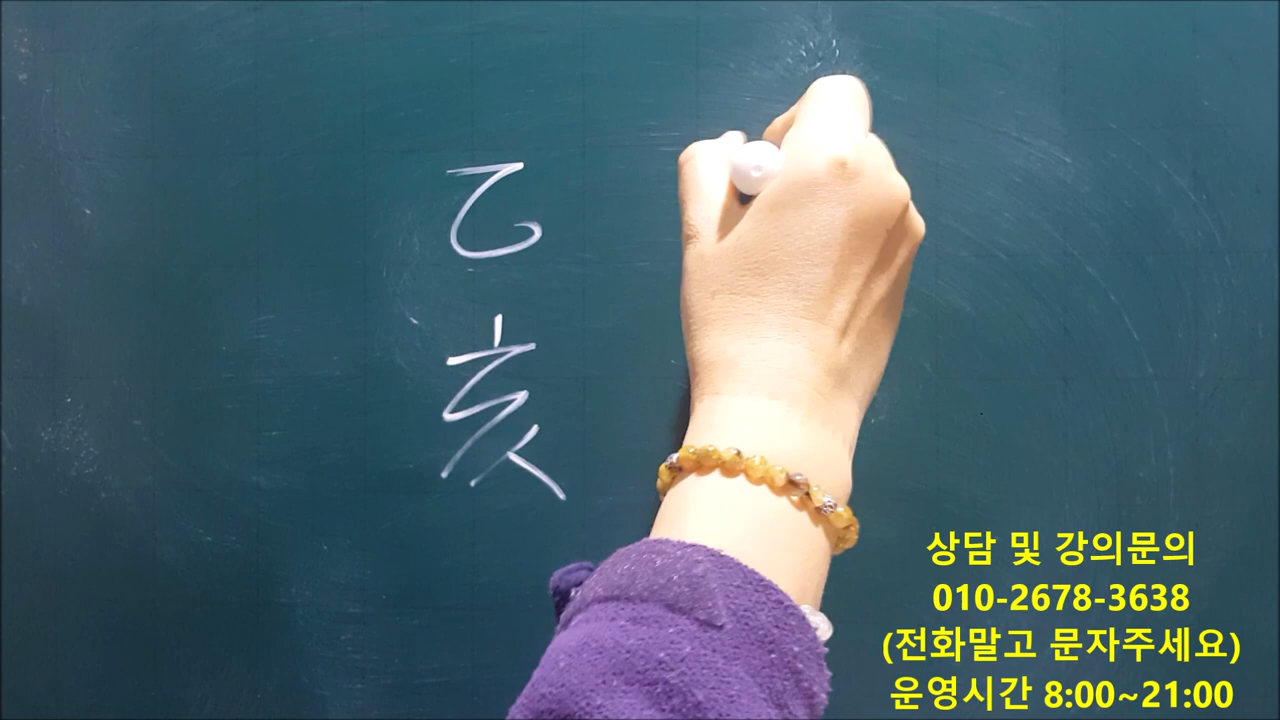 乙
亥
상담 및 강의문의
010-2678-3638
(전화말고 문자주세요)
운영시간 8:00~21:00